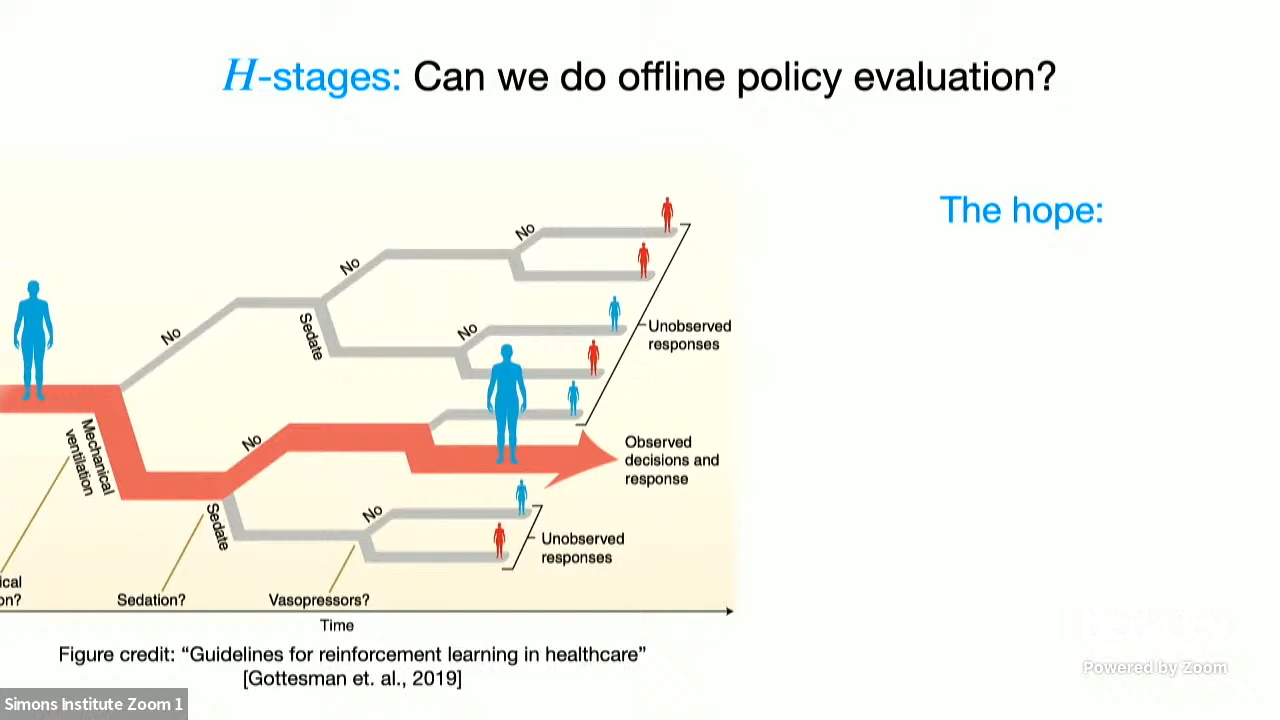 H-stages: Can we do offline policy evaluation?
The hope:
No
No
No
Sedate
No
Unobserved
responses
Mechanical
ventilation
No
Observed
decisions and
response
Sedate
No
Unobserved
responses
ical
on?
Sedation?
Vasopressors?
Time
Figure credit: “Guidelines for reinforcement learning in healthcare”
[Gottesman et. al., 2019]
Powered by Zoom
Simons Institute Zoom 1